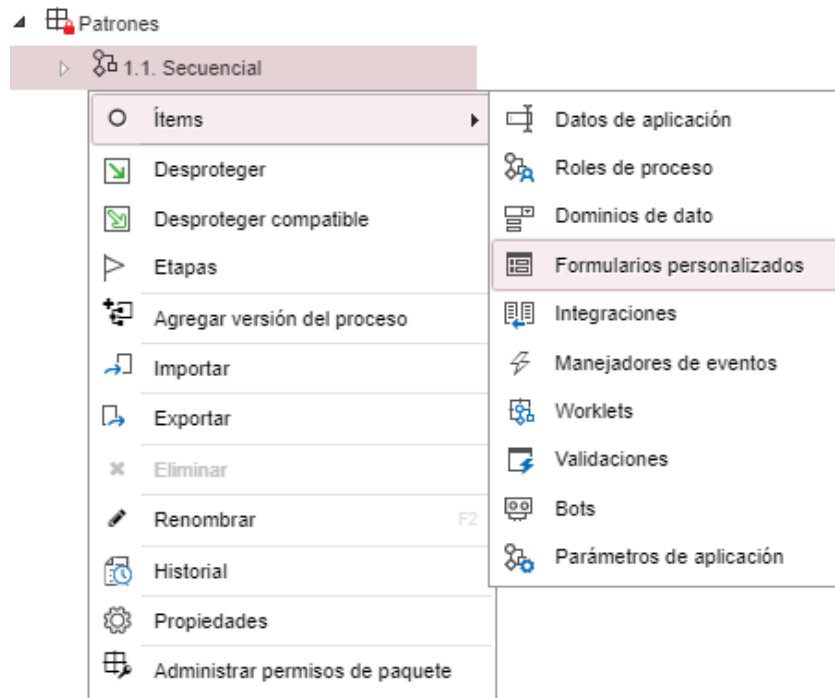 Patrones
1.1. Secuencial
Ítems
Desproteger
Desproteger compatible
Etapas
Agregar versión del proceso
Importar
Exportar
Eliminar
Renombrar F2
Historial
Propiedades
Administrar permisos de paquete
Datos de aplicación
Roles de proceso
Dominios de dato
Formularios personalizados
Integraciones
Manejadores de eventos
Worklets
Validaciones
Bots
Parámetros de aplicación